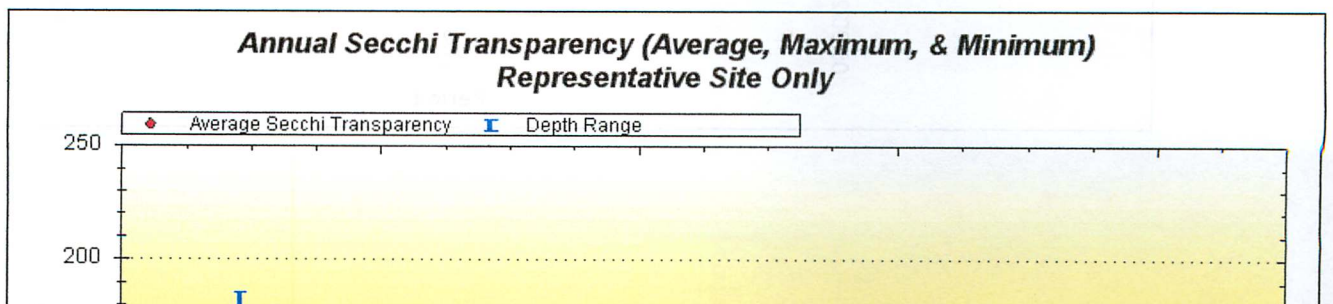 Annual Secchi Transparency (Average, Maximum, & Minimum)
Representative Site Only
Average Secchi Transparency Depth Range
250
200